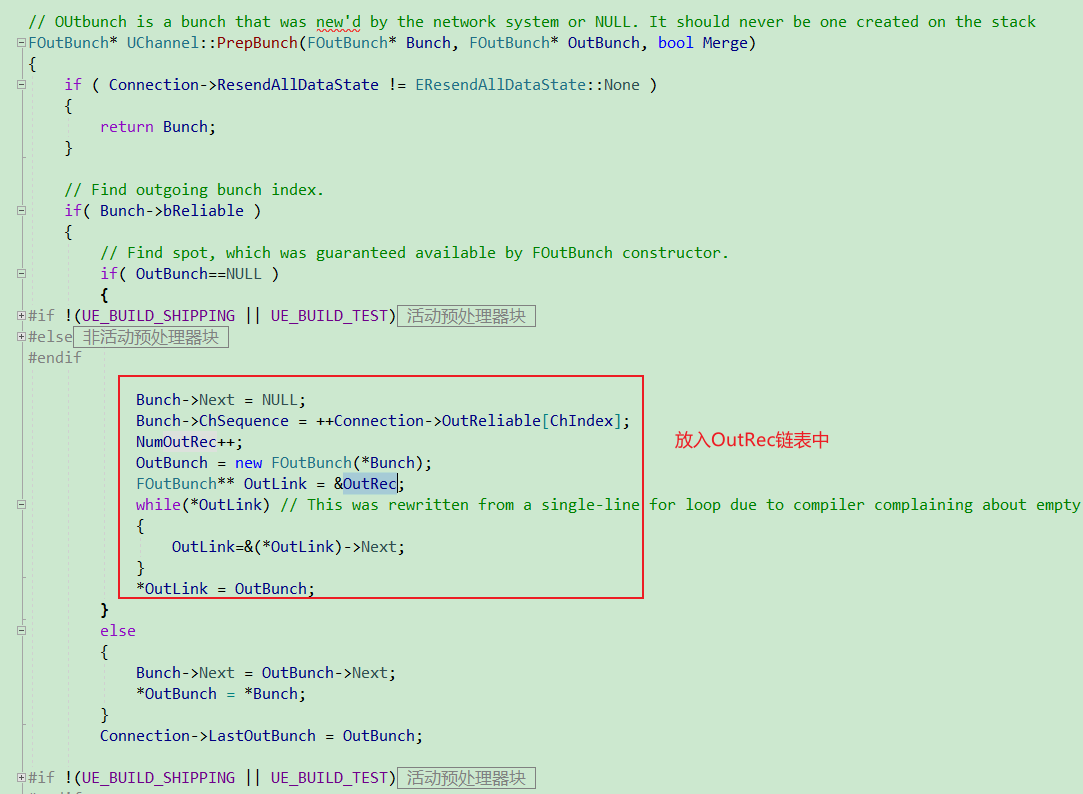 // OUtbunch is a bunch that was new'd by the network system or NULL. It should never be one created on the stack
FOutBunch* UChannel::PrepBunch(FOutBunch* Bunch, FOutBunch* OutBunch, bool Merge)
{
if ( Connection->ResendAllDataState != EResendAllDataState::None )
{
return Bunch;
}
// Find outgoing bunch index.
if( Bunch->bReliable )
{
// Find spot, which was guaranteed available by FOutBunch constructor.
if( OutBunch==NULL )
{
#if !(UE_BUILD_SHIPPING || UE_BUILD_TEST) 活动预处理器块
#else 非活动预处理器块
#endif
Bunch->Next = NULL;
Bunch->ChSequence = ++Connection->OutReliable[ChIndex];
NumOutRec++;
放入OutRec链表中
OutBunch = new FOutBunch(*Bunch);
FOutBunch** OutLink = &OutRec;
while(*OutLink) // This was rewritten from a single-line for loop due to compiler complaining about empty
{
OutLink=&(*OutLink)->Next;
}
*OutLink = OutBunch;
}
else
{
Bunch->Next = OutBunch->Next;
*OutBunch = *Bunch;
}
Connection->LastOutBunch = OutBunch;
#if !(UE_BUILD_SHIPPING || UE_BUILD_TEST) 活动预处理器块